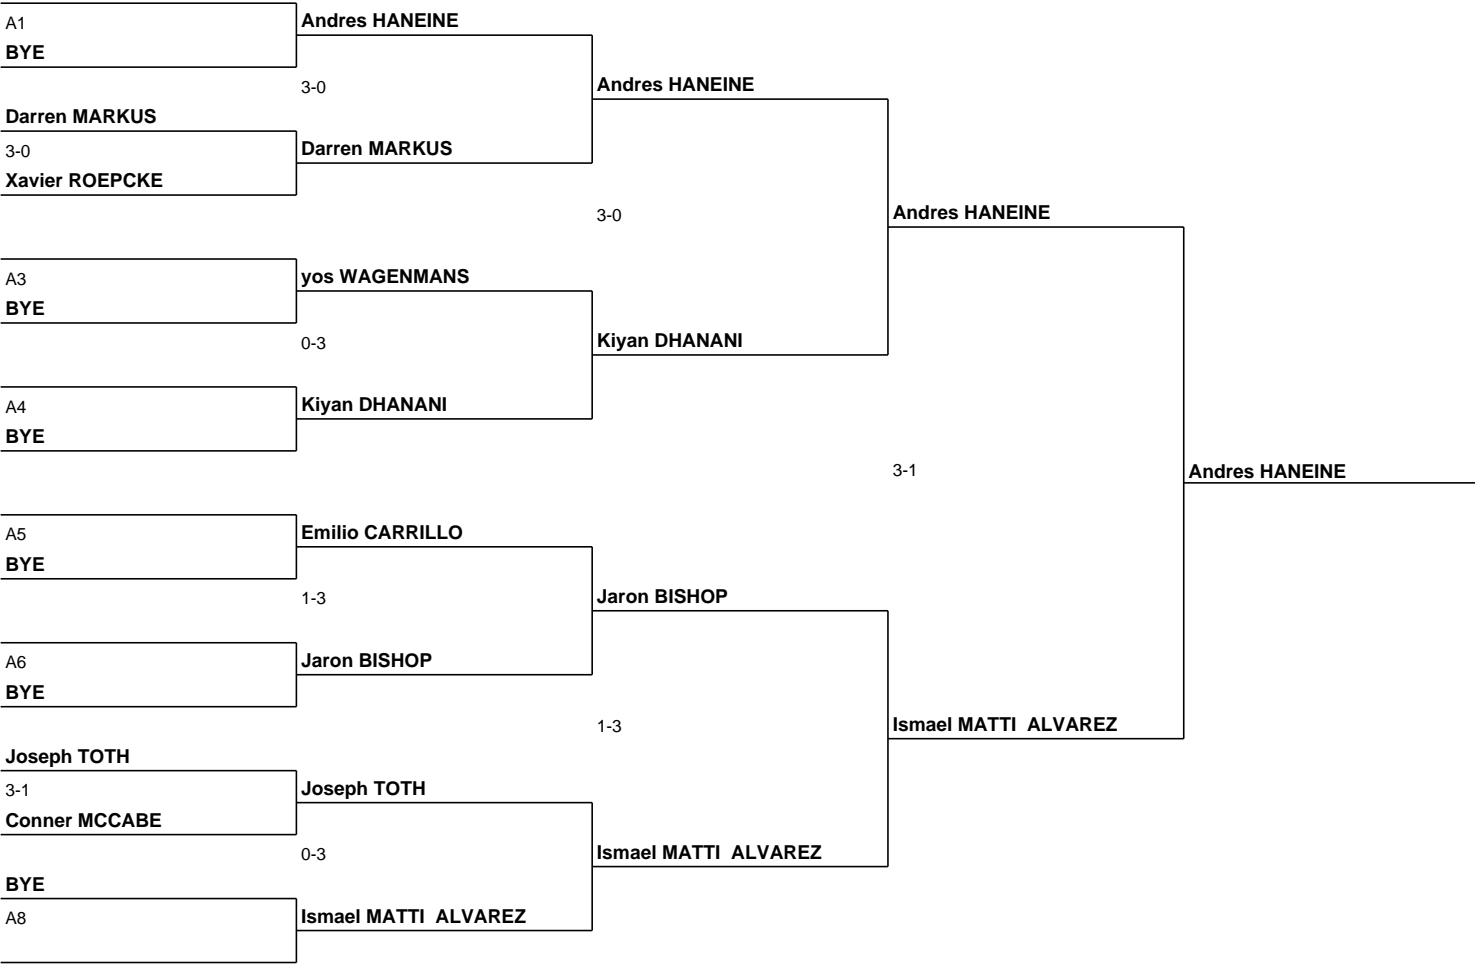 A1
BYE
Andres HANEINE
3-0
Darren MARKUS
3-0
Xavier ROEPCKE
Darren MARKUS
Andres HANEINE
3-0
A3
BYE
yos WAGENMANS
0-3
A4
BYE
Kiyan DHANANI
Kiyan DHANANI
Andres HANEINE
3-1
A5
BYE
Emilio CARRILLO
1-3
A6
BYE
Jaron BISHOP
Jaron BISHOP
1-3
Joseph TOTH
3-1
Conner MCCABE
Joseph TOTH
0-3
BYE
A8
Ismael MATTI  ALVAREZ
Ismael MATTI  ALVAREZ
Ismael MATTI  ALVAREZ
Andres HANEINE